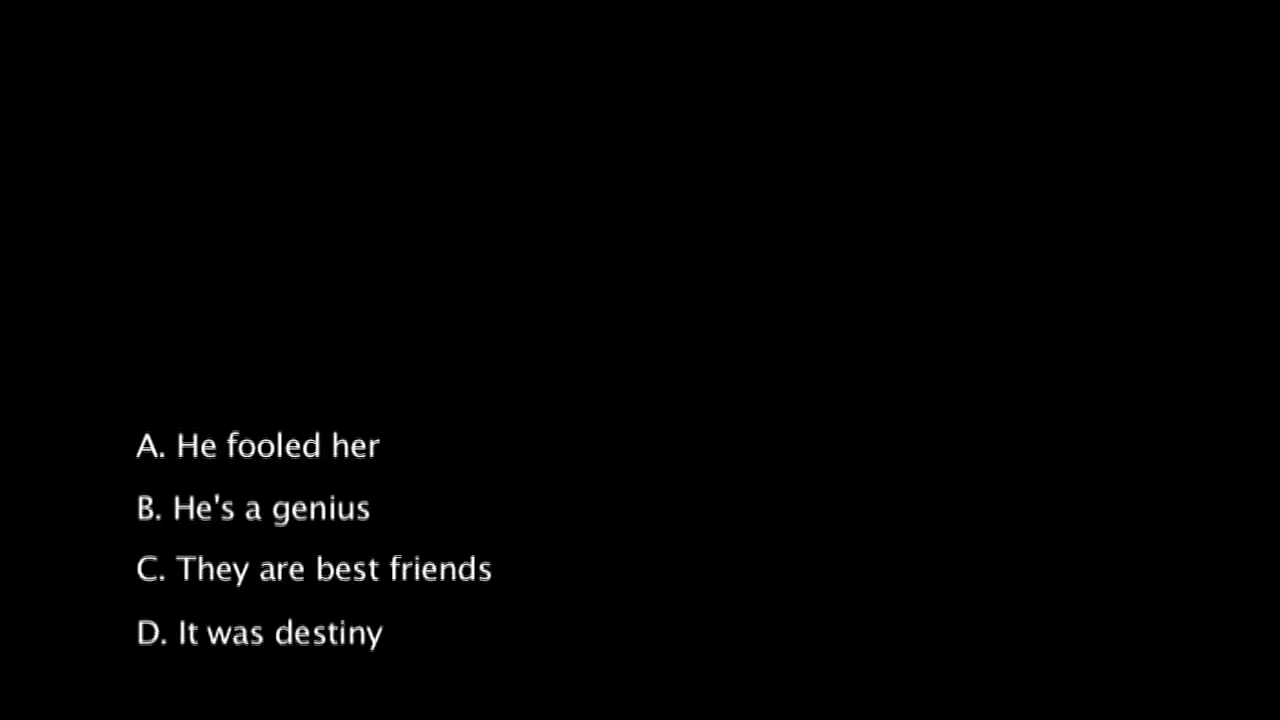 A. He fooled her
B. He's a genius
C. They are best friends
D. It was destiny